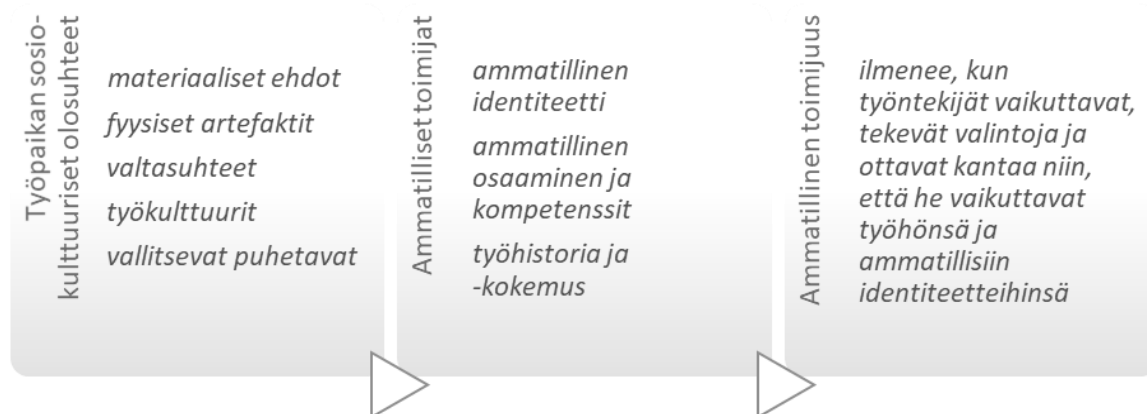 Työpaikan sosio-
kulttuuriset olosuhteet
materiaaliset ehdot
fyysiset artefaktit
valtasuhteet
työkulttuurit
vallitsevat puhetavat
Ammatilliset toimijat
ammatillinen
identiteetti
ammatillinen
osaaminen ja
kompetenssit
työhistoria ja
-kokemus
Ammatillinen toimijuus
ilmenee, kun
työntekijät vaikuttavat,
tekevät valintoja ja
ottavat kantaa niin,
että he vaikuttavat
työhönsä ja
ammatillisiin
identiteetteihinsä